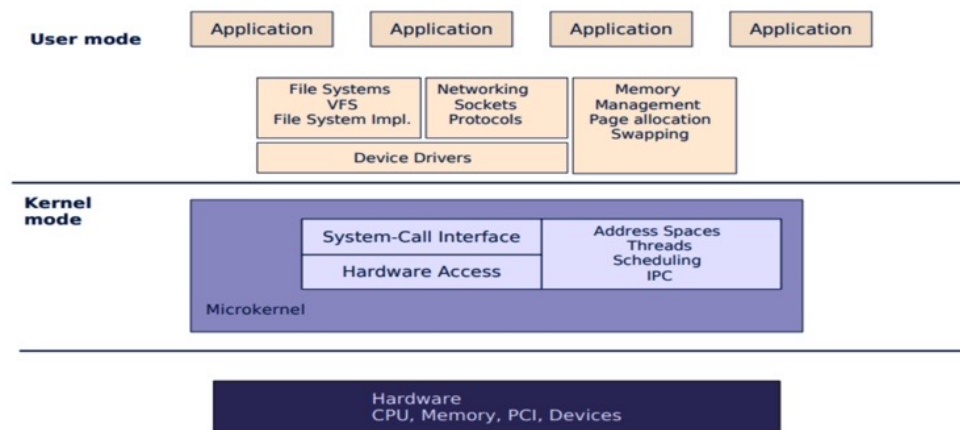 User mode
Application
Application
Application
Application
File Systems
VFS
File System Impl.
Networking
Sockets
Protocols
Memory
Management
Page allocation
Swapping
Device Drivers
Kernel
mode
System-Call Interface
Hardware Access
Address Spaces
Threads
Scheduling
IPC
Microkernel
Hardware
CPU, Memory, PCI, Devices